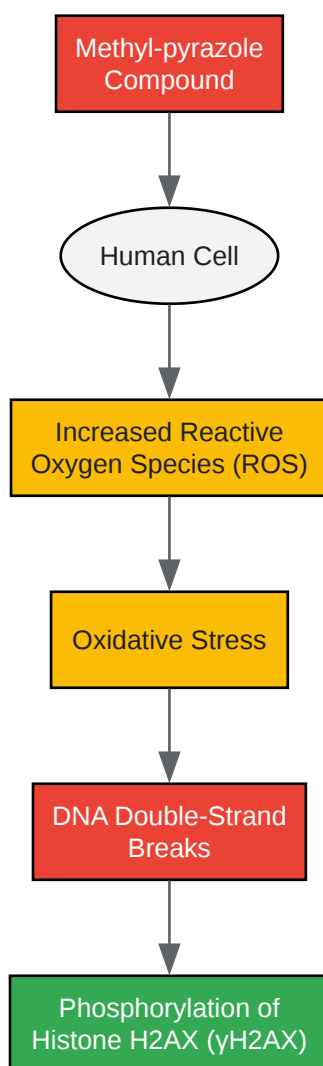 Methyl-pyrazole
Compound
Human Cell
Increased Reactive
Oxygen Species (ROS)
Oxidative Stress
DNA Double-Strand
Breaks
Phosphorylation of
Histone H2AX (γH2AX)